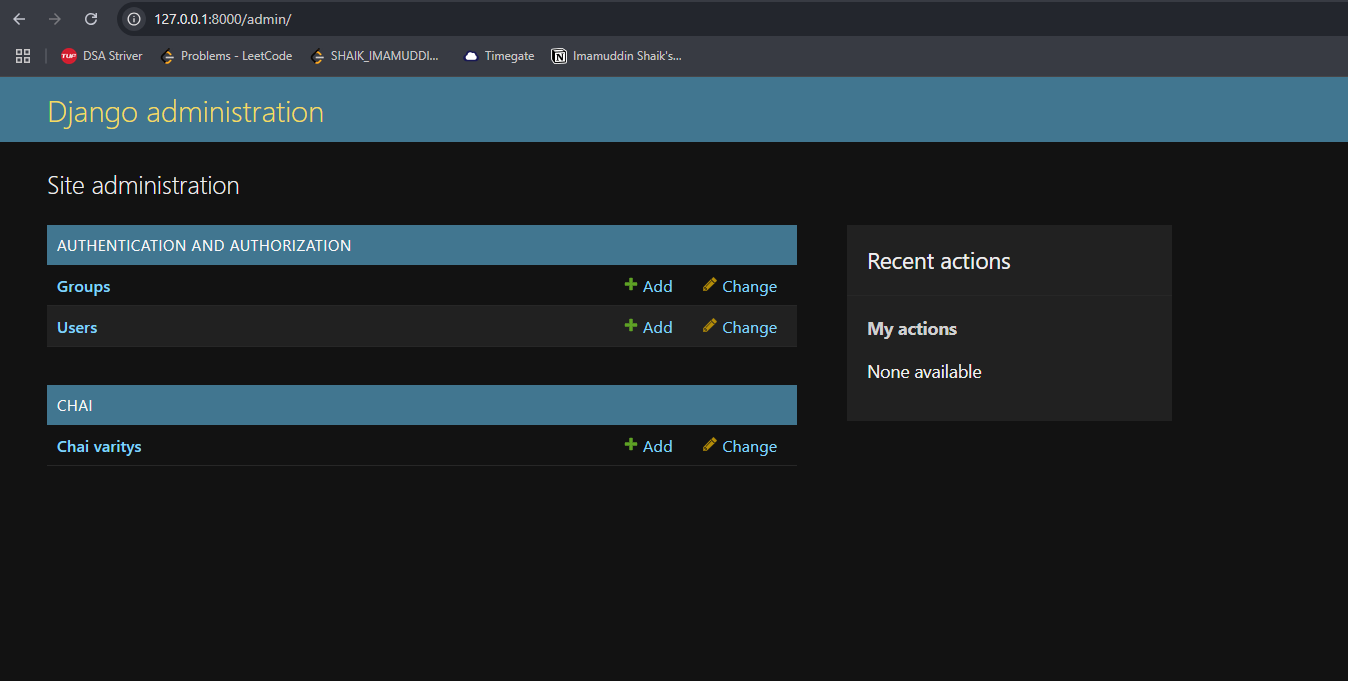 127.0.0.1:8000/admin/
TUF DSA Striver Problems - LeetCode SHAIK_IMAMUDDI... Timegate Imamuddin Shaik's...
Django administration
Site administration
AUTHENTICATION AND AUTHORIZATION
Groups Add Change
Users Add Change
CHAI
Chai varitys Add Change
Recent actions
My actions
None available